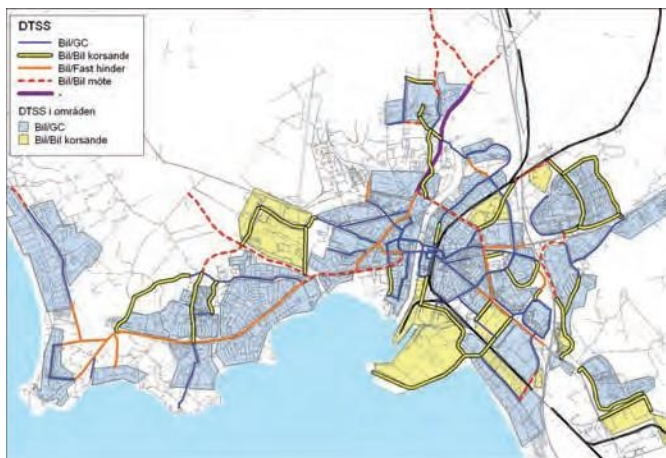 DTSS
Bil/GC
Bil/Bil korsande
Bil/Fast hinder
Bil/Bil möte
-
DTSS i områden
Bil/GC
Bil/Bil korsande